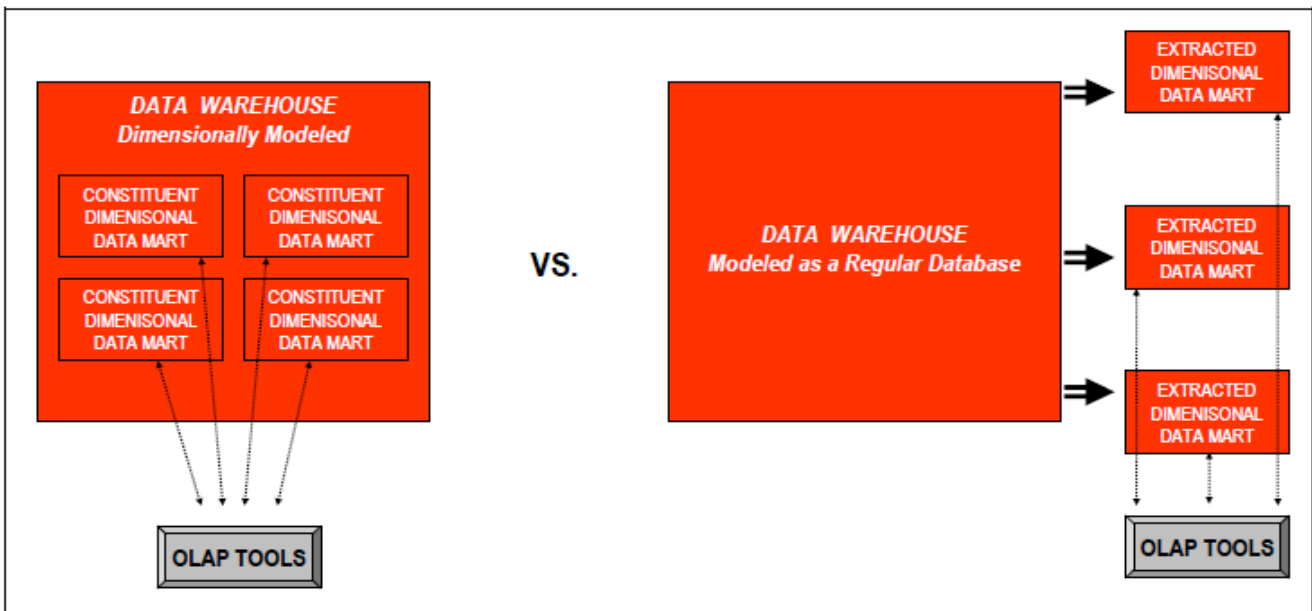 DATA WAREHOUSE
Dimensionally Modeled
CONSTITUENT
DIMENISONAL
DATA MART
CONSTITUENT
DIMENISONAL
DATA MART
CONSTITUENT
DIMENISONAL
DATA MART
CONSTITUENT
DIMENISONAL
DATA MART
OLAP TOOLS
VS.
DATA WAREHOUSE
Modeled as a Regular Database
EXTRACTED
DIMENISONAL
DATA MART
EXTRACTED
DIMENISONAL
DATA MART
EXTRACTED
DIMENISONAL
DATA MART
OLAP TOOLS